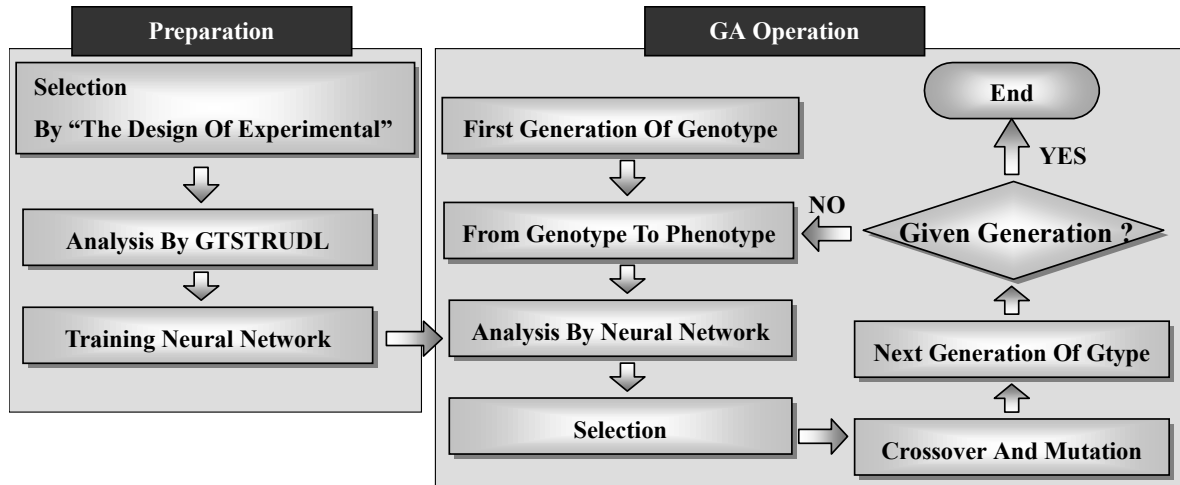 Preparation
Selection
By “The Design Of Experimental”
Analysis By GTSTRUDL
Training Neural Network
GA Operation
First Generation Of Genotype
From Genotype To Phenotype
Analysis By Neural Network
Selection
Crossover And Mutation
Next Generation Of Gtype
Given Generation ?
NO
YES
End